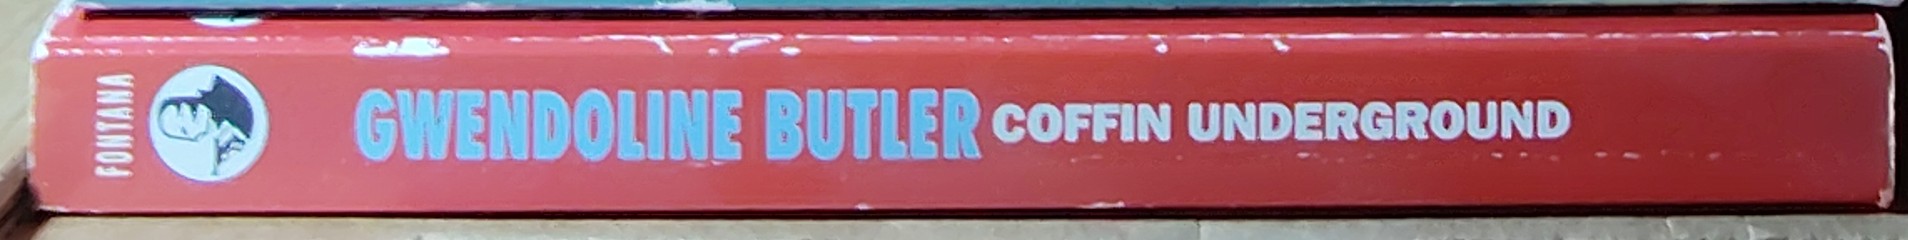 FONTANA
GWENDOLINE BUTLER COFFIN UNDERGROUND